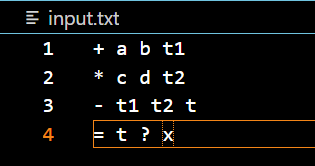 input.txt
1 + a b t1
2 * c d t2
3 - t1 t2 t
4 = t ? x